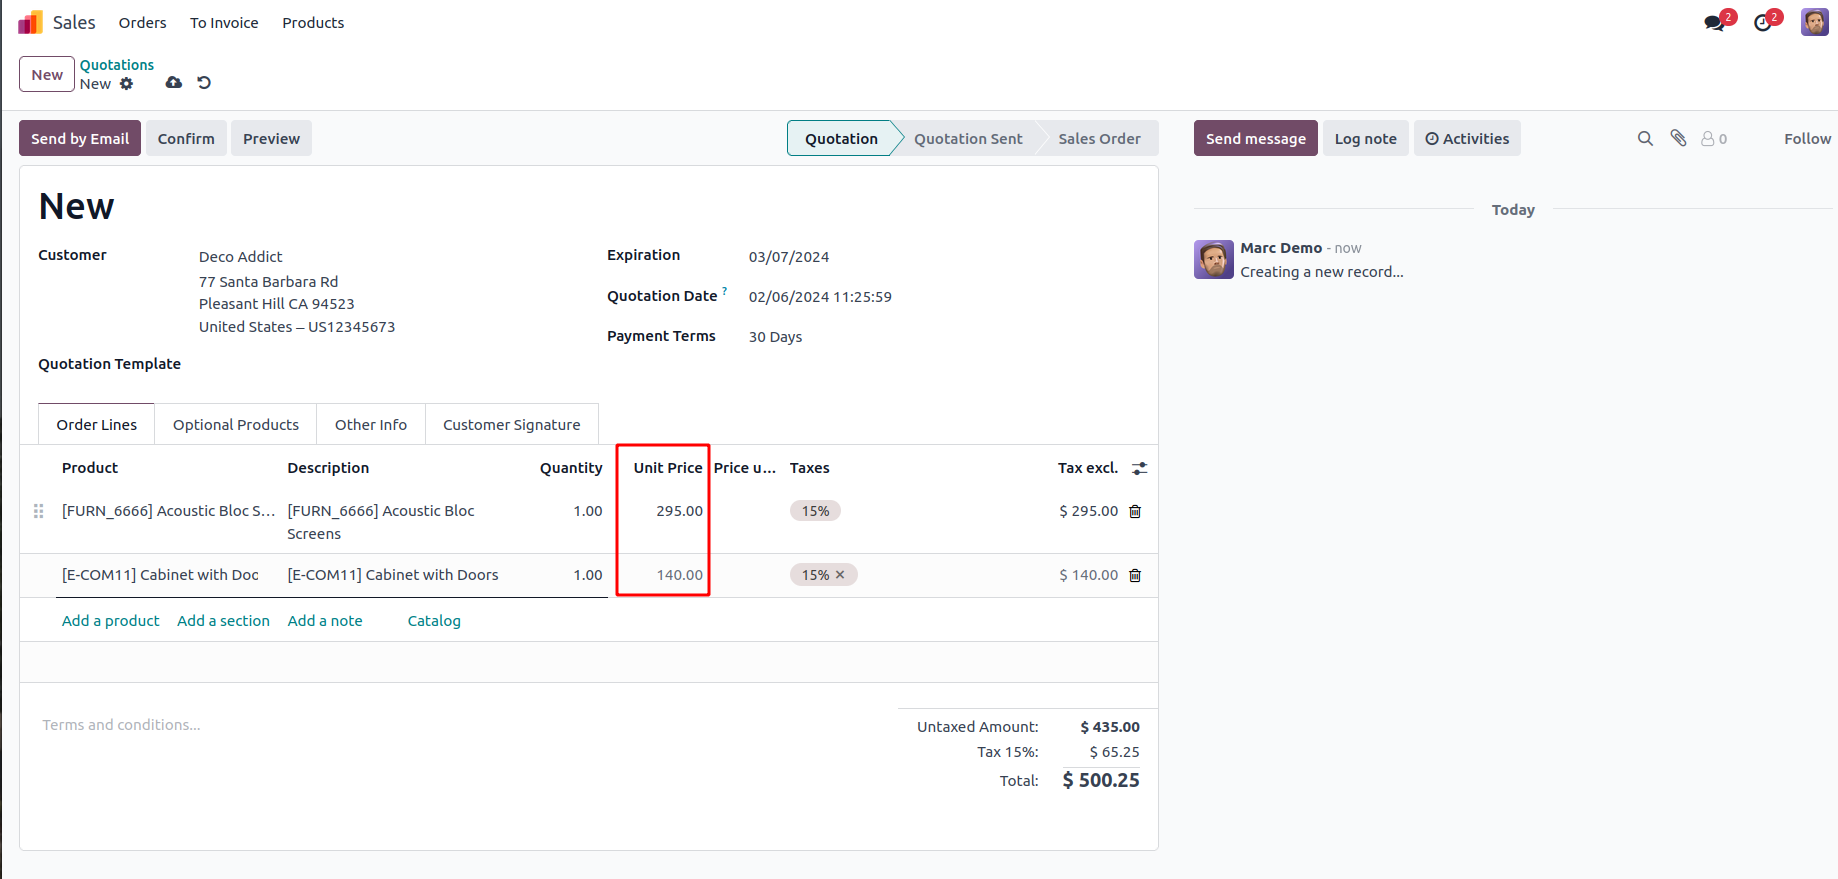 Sales Orders To Invoice Products 2 2
New Quotations
New
Send by Email Confirm Preview Quotation Quotation Sent Sales Order Send message Log note Activities 0 Follow
New
Today
Marc Demo - now
Creating a new record...
Customer Deco Addict
77 Santa Barbara Rd
Pleasant Hill CA 94523
United States – US12345673
Expiration 03/07/2024
Quotation Date ? 02/06/2024 11:25:59
Payment Terms 30 Days
Quotation Template
Order Lines Optional Products Other Info Customer Signature
Product Description Quantity Unit Price Price u... Taxes Tax excl.
[FURN_6666] Acoustic Bloc S... [FURN_6666] Acoustic Bloc Screens 1.00 295.00 15% $ 295.00
[E-COM11] Cabinet with Doo [E-COM11] Cabinet with Doors 1.00 140.00 15% × $ 140.00
Add a product Add a section Add a note Catalog
Terms and conditions...
Untaxed Amount: $ 435.00
Tax 15%: $ 65.25
Total: $ 500.25